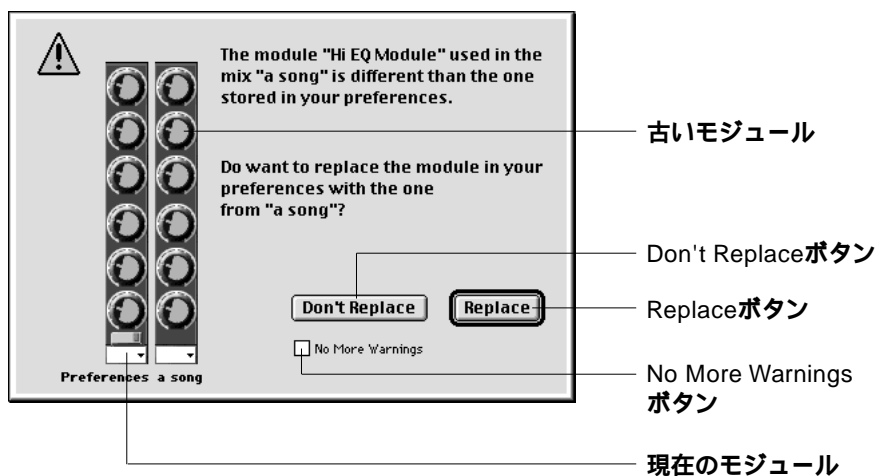 The module "Hi EQ Module" used in the
mix "a song" is different than the one
stored in your preferences.
古いモジュール
Do want to replace the module in your
preferences with the one
from "a song"?
Don't Replaceボタン
Don't Replace
Replace
Replaceボタン
No More Warnings
Preferences a song
No More Warnings
ボタン
現在のモジュール